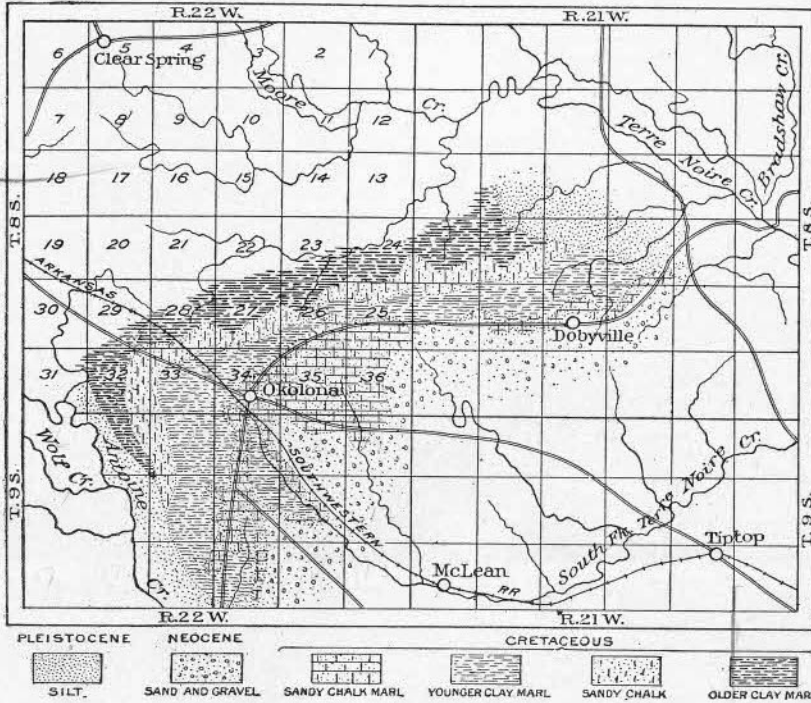 R.22 W.
R.21 W.
6 5 4 3 2 1
Clear Spring
Moore Cr.
7 8 9 10 11 12
Terre Noire Cr.
Bradshaw Cr.
18 17 16 15 14 13
T.8 S.
T.8 S.
19 20 21 22 23 24
ARKANSAS SOUTHWESTERN RR
30 29 28 27 26 25
Dobyville
31 32 33 34 35 36
Okolona
Wolf Cr.
Antoine Cr.
T.9 S.
T.9 S.
South Fk. Terre Noire Cr.
Tiptop
McLean
R.22 W.
R.21 W.
PLEISTOCENE NEOCENE CRETACEOUS
SILT SAND AND GRAVEL SANDY CHALK MARL YOUNGER CLAY MARL SANDY CHALK OLDER CLAY MAR